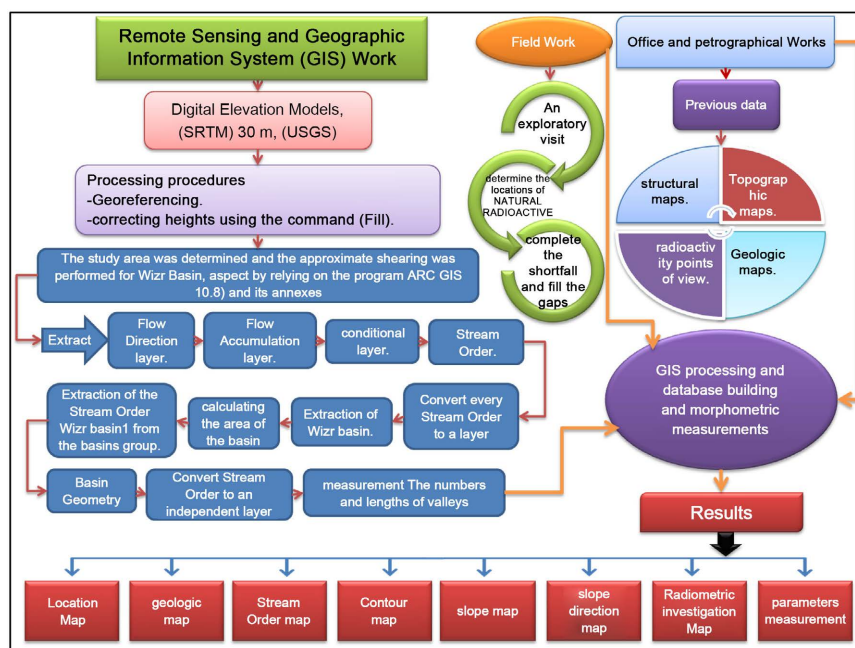 Remote Sensing and Geographic
Information System (GIS) Work
Digital Elevation Models,
(SRTM) 30 m, (USGS)
Processing procedures
-Georeferencing.
-correcting heights using the command (Fill).
The study area was determined and the approximate shearing was
performed for Wizr Basin, aspect by relying on the program ARC GIS
10.8) and its annexes
Extract
Flow
Direction
layer.
Flow
Accumulation
layer.
conditional
layer.
Stream
Order.
Convert every
Stream Order
to a layer
Extraction of
Wizr basin.
calculating
the area of
the basin
Extraction of the
Stream Order
Wizr basin1 from
the basins group.
Basin
Geometry
Convert Stream
Order to an
independent layer
measurement The numbers
and lengths of valleys
Field Work
An
exploratory
visit
determine the
locations of
NATURAL
RADIOACTIVE
complete
the
shortfall
and fill the
gaps
Office and petrographical Works
Previous data
structural
maps.
Topograp
hic
maps.
radioactiv
ity points
of view.
Geologic
maps.
GIS processing and
database building
and morphometric
measurements
Results
Location
Map
geologic
map
Stream
Order map
Contour
map
slope map
slope
direction
map
Radiometric
investigation
Map
parameters
measurement